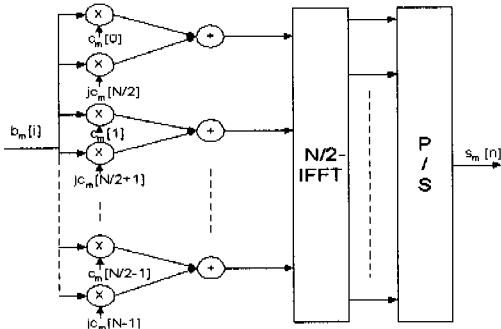 x
c_m[0]
+
x
jc_m[N/2]
x
c_m[1]
+
b_m[i]
x
jc_m[N/2+1]
N/2-
IFFT
P
/
S
s_m[n]
x
c_m[N/2-1]
+
x
jc_m[N-1]